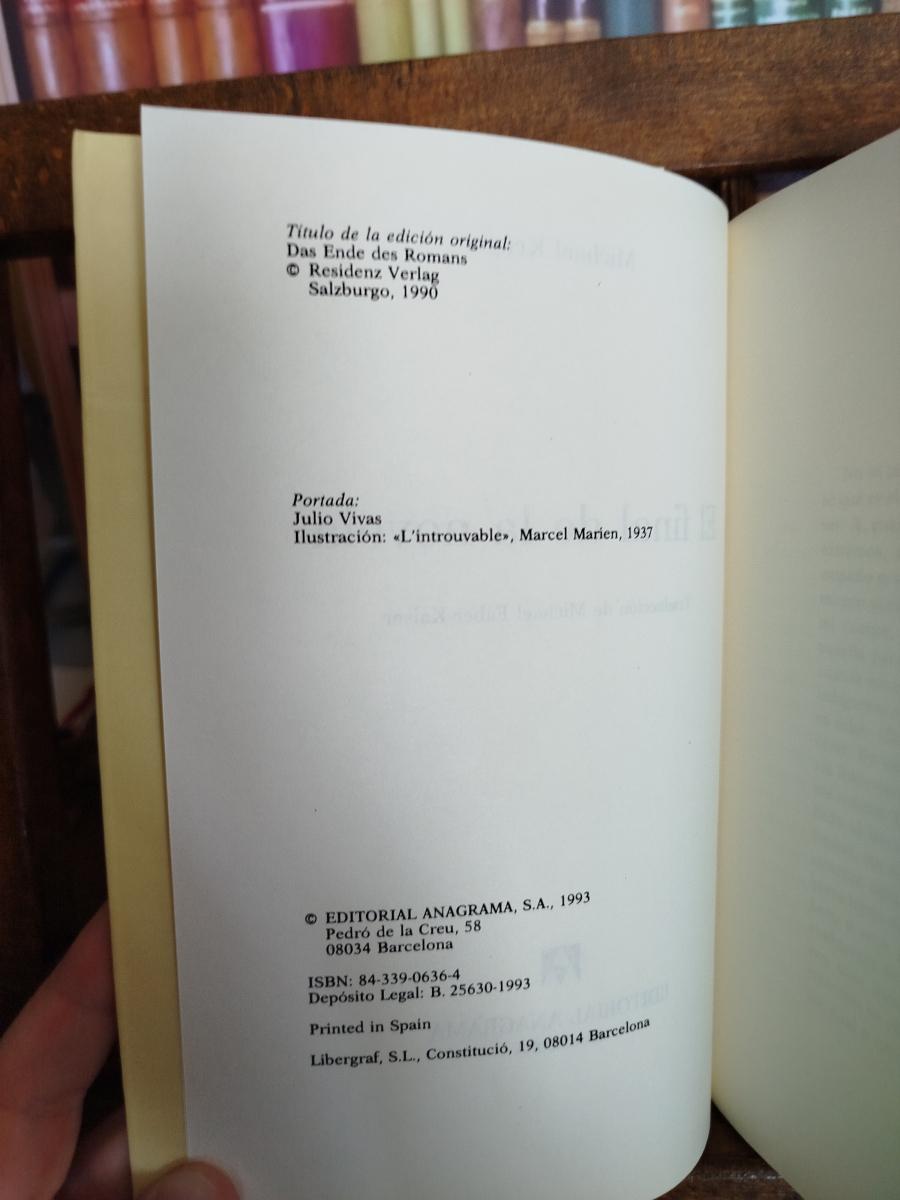 Título de la edición original:
Das Ende des Romans
© Residenz Verlag
Salzburgo, 1990
Portada:
Julio Vivas
Ilustración: «L'introuvable», Marcel Marien, 1937
© EDITORIAL ANAGRAMA, S.A., 1993
Pedró de la Creu, 58
08034 Barcelona
ISBN: 84-339-0636-4
Depósito Legal: B. 25630-1993
Printed in Spain
Libergraf, S.L., Constitució, 19, 08014 Barcelona